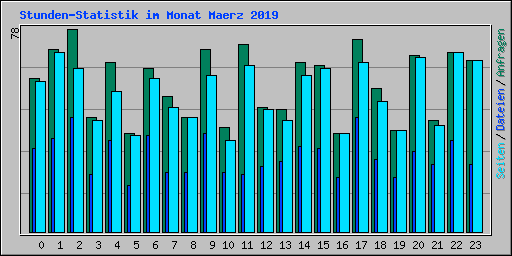 Stunden-Statistik im Monat Maerz 2019
78
Seiten / Dateien / Anfragen
0 1 2 3 4 5 6 7 8 9 10 11 12 13 14 15 16 17 18 19 20 21 22 23